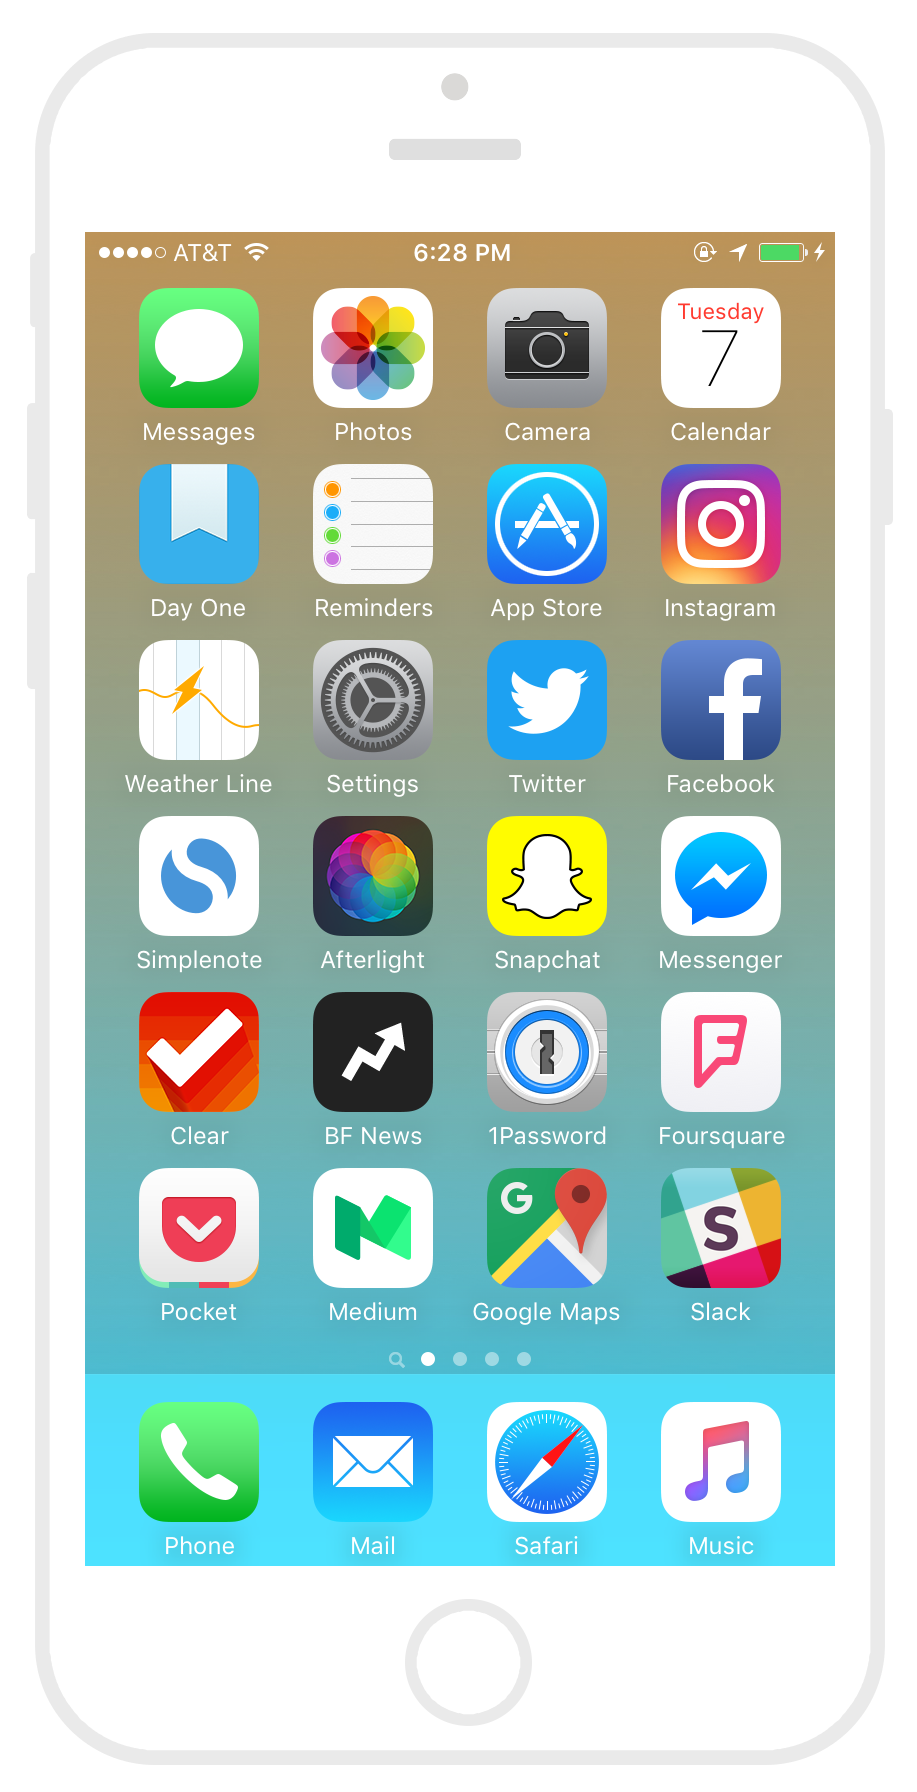 AT&T 6:28 PM
Tuesday
7
Messages Photos Camera Calendar
Day One Reminders App Store Instagram
Weather Line Settings Twitter Facebook
Simplenote Afterlight Snapchat Messenger
Clear BF News 1Password Foursquare
G S
Pocket Medium Google Maps Slack
Phone Mail Safari Music